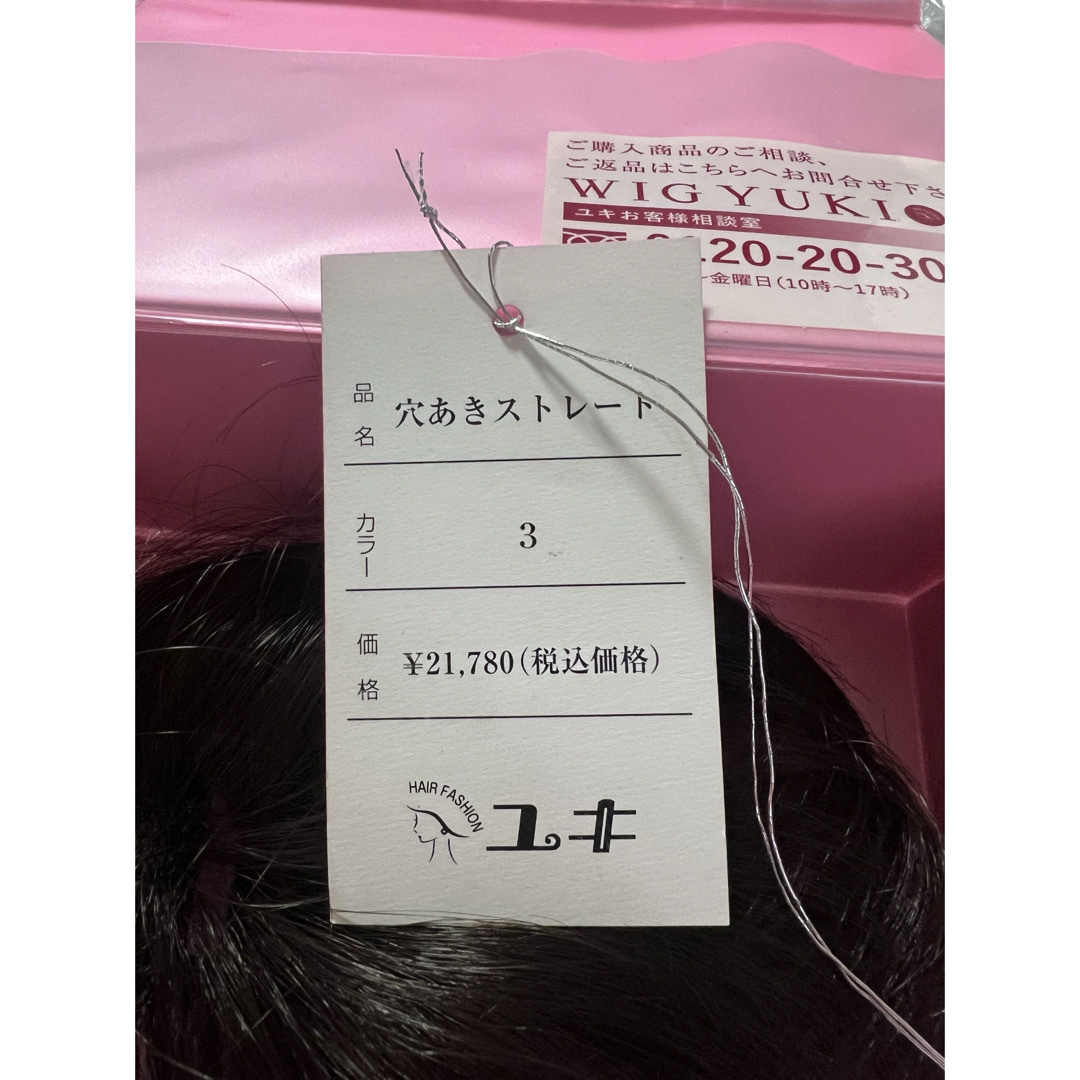 ご購入商品のご相談、
ご返品はこちらへお問合せ下さ
WIG YUKI
ユキお客様相談室
20-20-30
金曜日(10時〜17時)
品名 穴あきストレート
カラー 3
価格 ¥21,780(税込価格)
HAIR FASHION
ユキ